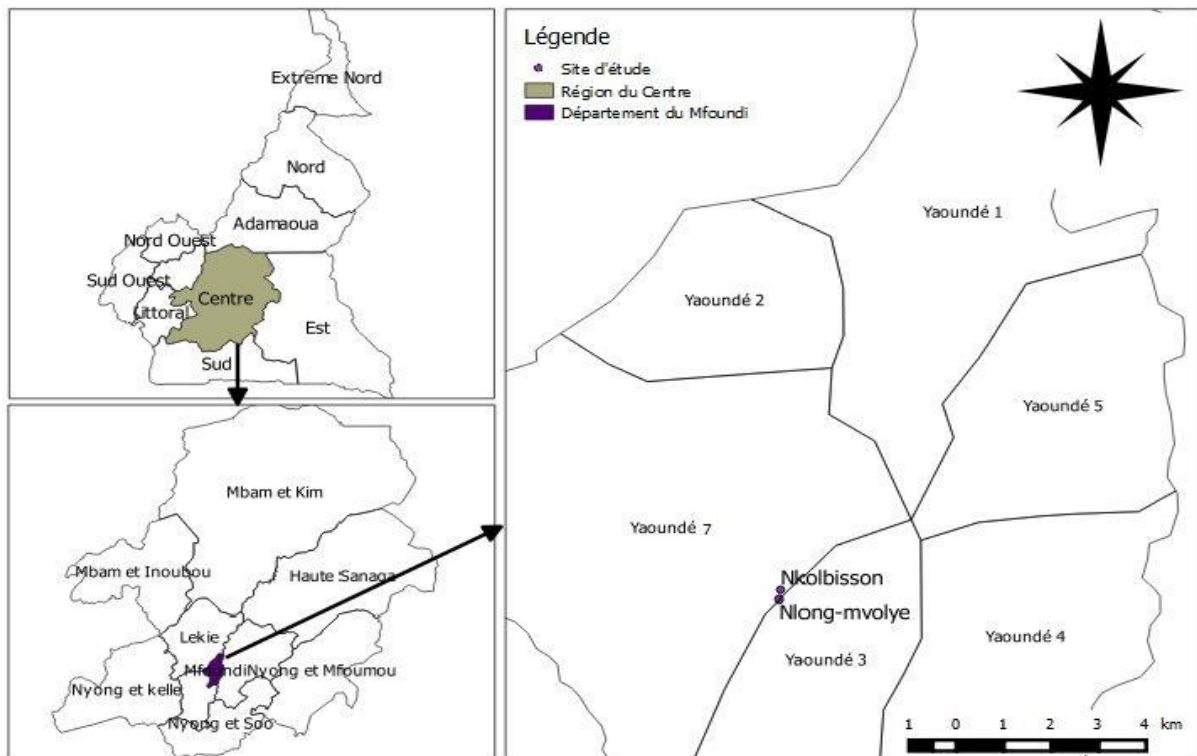 Extrême Nord
Nord
Adamaoua
Nord Ouest
Sud Ouest
Centre
Littoral
Est
Sud
Mbam et Kim
Mbam et Inoubou
Haute Sanaga
Lekie
Mfoundi
Nyong et Mfoumou
Nyong et kelle
Nyong et Soo
Légende
Site d'étude
Région du Centre
Département du Mfoundi
Yaoundé 1
Yaoundé 2
Yaoundé 5
Yaoundé 7
Nkolbisson
Nlong-mvolye
Yaoundé 3
Yaoundé 4
1 0 1 2 3 4 km